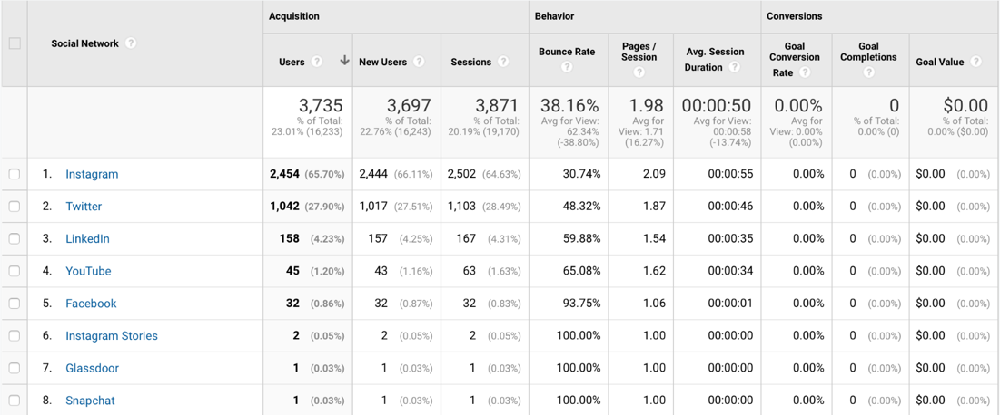 Acquisition Behavior Conversions
Social Network ? Users ? New Users ? Sessions ? Bounce Rate ? Pages / Session ? Avg. Session Duration ? Goal Conversion Rate ? Goal Completions ? Goal Value ?
3,735 3,697 3,871 38.16% 1.98 00:00:50 0.00% 0 $0.00
% of Total: 23.01% (16,233) % of Total: 22.76% (16,243) % of Total: 20.19% (19,170) Avg for View: 62.34% (-38.80%) Avg for View: 1.71 (16.27%) Avg for View: 00:00:58 (-13.74%) Avg for View: 0.00% (0.00%) % of Total: 0.00% (0) % of Total: 0.00% ($0.00)
1. Instagram 2,454 (65.70%) 2,444 (66.11%) 2,502 (64.63%) 30.74% 2.09 00:00:55 0.00% 0 (0.00%) $0.00 (0.00%)
2. Twitter 1,042 (27.90%) 1,017 (27.51%) 1,103 (28.49%) 48.32% 1.87 00:00:46 0.00% 0 (0.00%) $0.00 (0.00%)
3. LinkedIn 158 (4.23%) 157 (4.25%) 167 (4.31%) 59.88% 1.54 00:00:35 0.00% 0 (0.00%) $0.00 (0.00%)
4. YouTube 45 (1.20%) 43 (1.16%) 63 (1.63%) 65.08% 1.62 00:00:34 0.00% 0 (0.00%) $0.00 (0.00%)
5. Facebook 32 (0.86%) 32 (0.87%) 32 (0.83%) 93.75% 1.06 00:00:01 0.00% 0 (0.00%) $0.00 (0.00%)
6. Instagram Stories 2 (0.05%) 2 (0.05%) 2 (0.05%) 100.00% 1.00 00:00:00 0.00% 0 (0.00%) $0.00 (0.00%)
7. Glassdoor 1 (0.03%) 1 (0.03%) 1 (0.03%) 100.00% 1.00 00:00:00 0.00% 0 (0.00%) $0.00 (0.00%)
8. Snapchat 1 (0.03%) 1 (0.03%) 1 (0.03%) 100.00% 1.00 00:00:00 0.00% 0 (0.00%) $0.00 (0.00%)